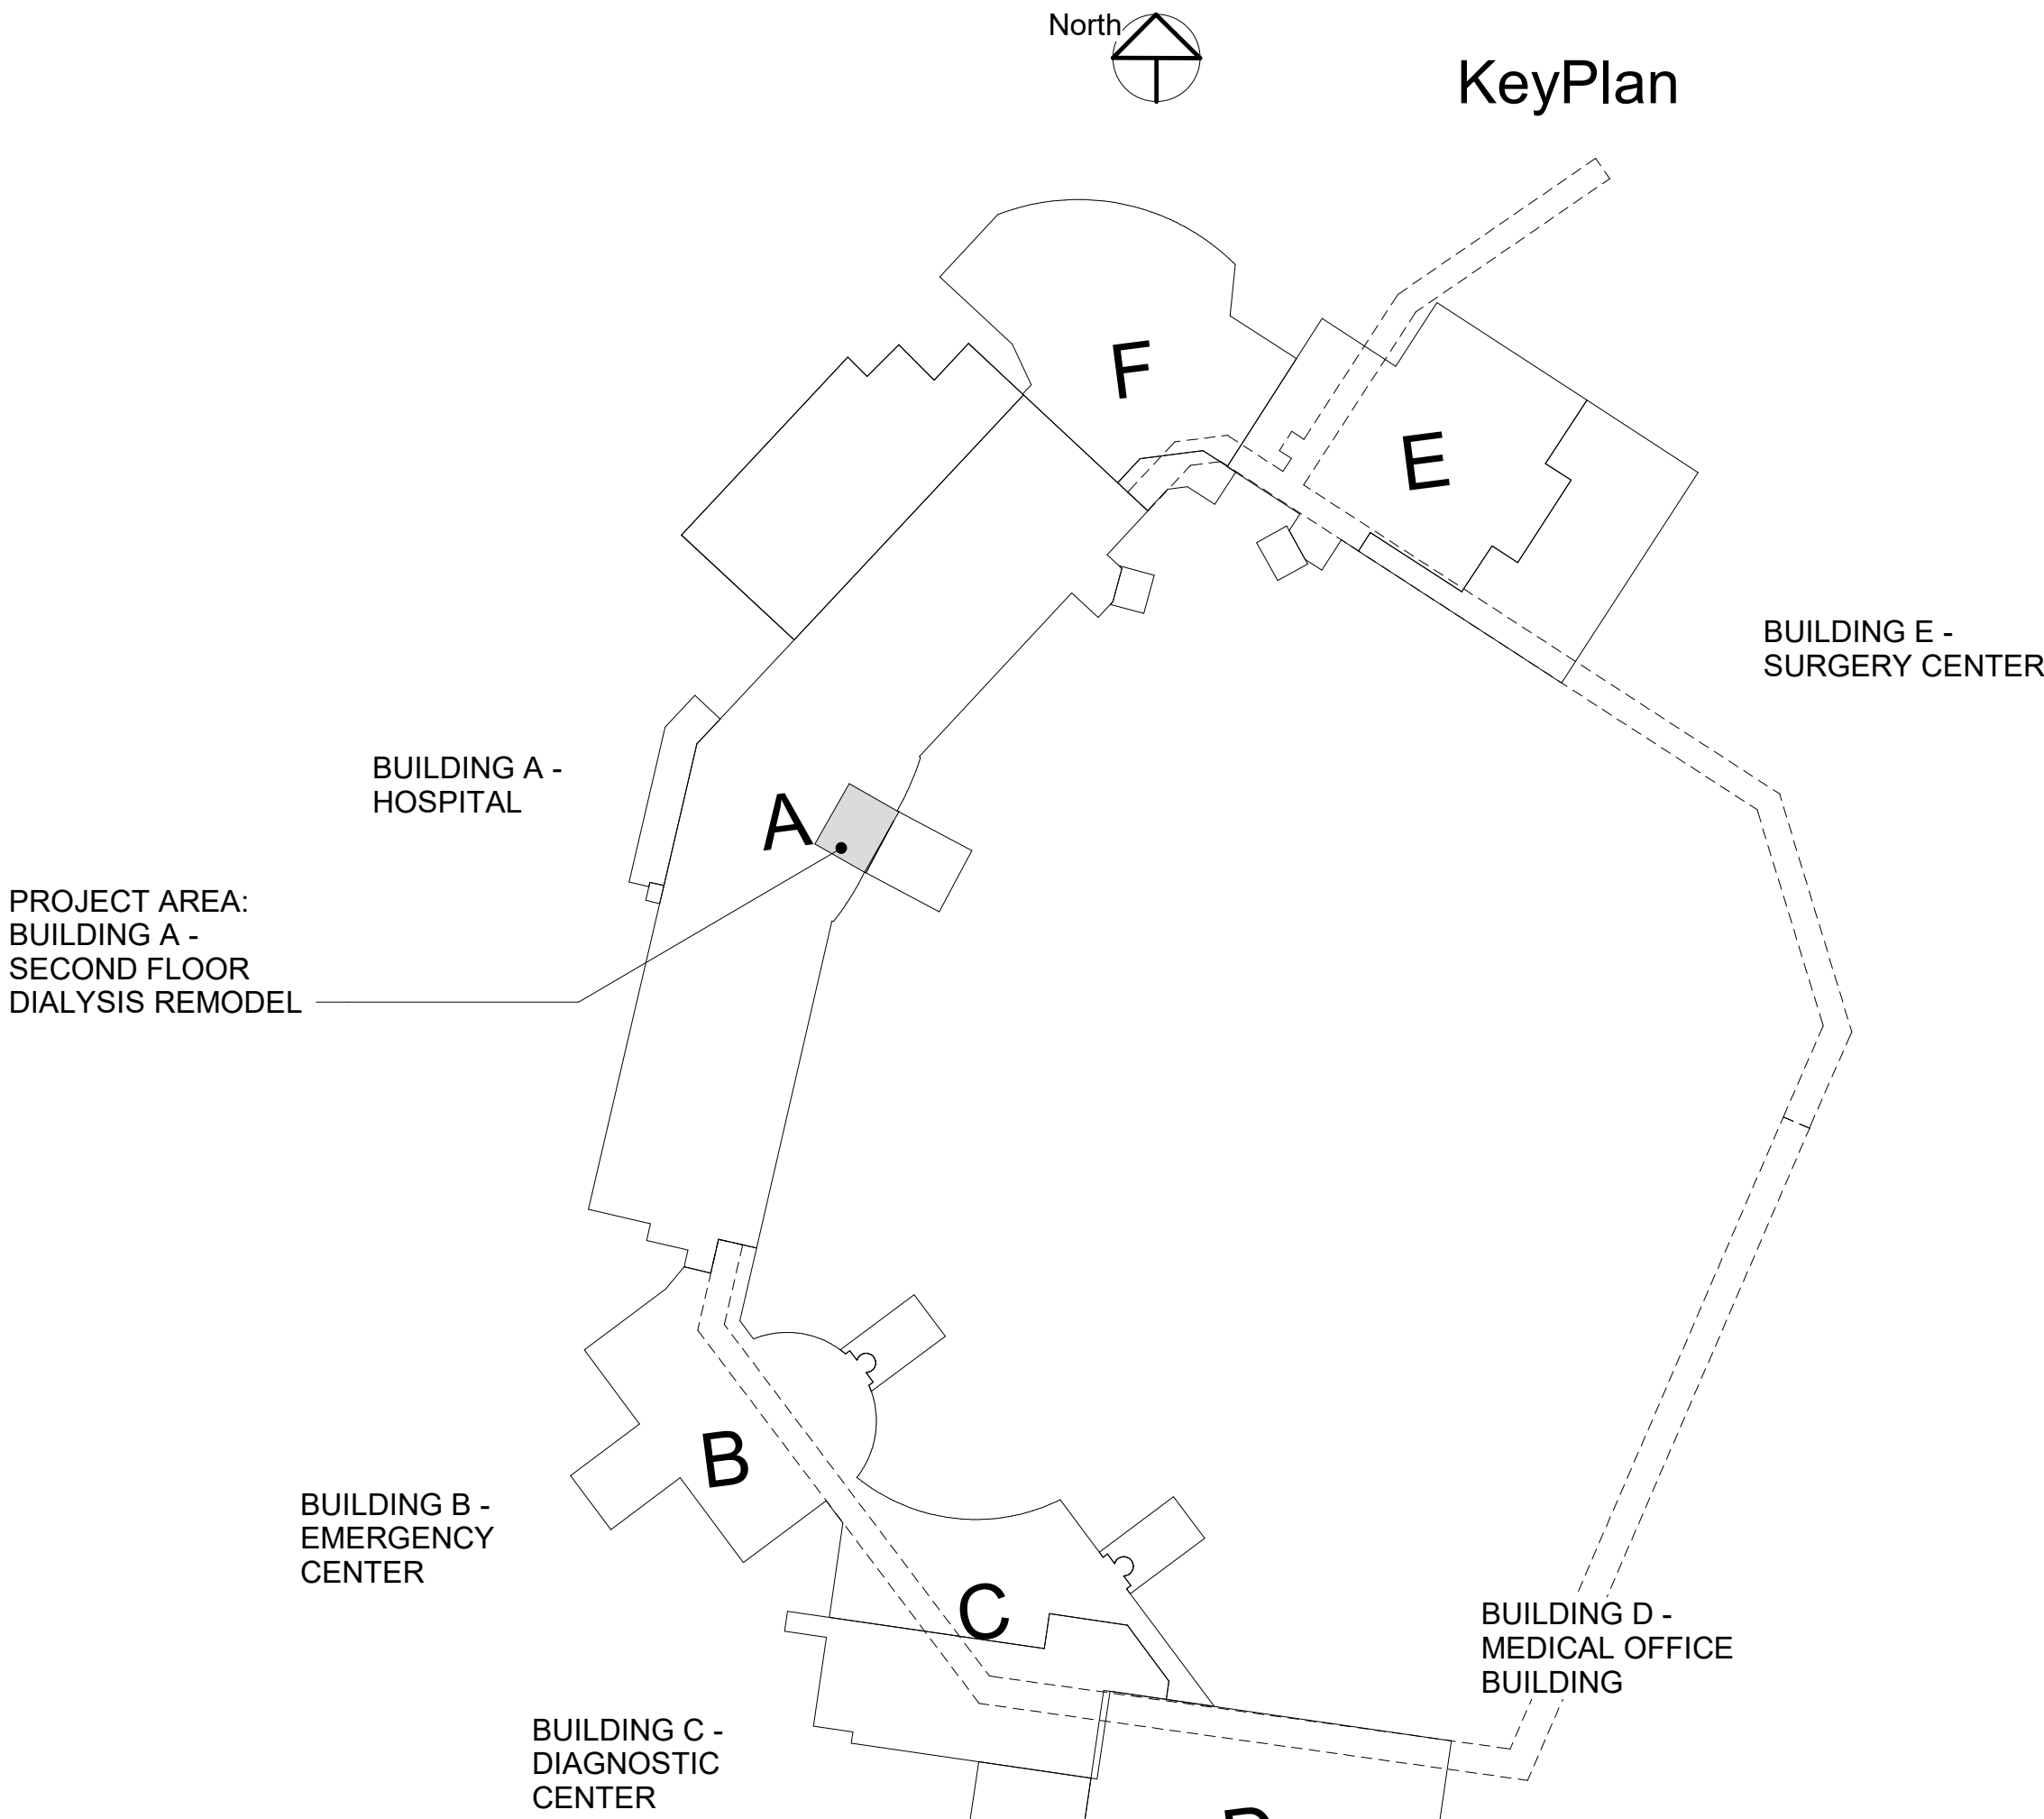 North
KeyPlan
F
E
BUILDING E -
SURGERY CENTER
BUILDING A -
HOSPITAL
A
PROJECT AREA:
BUILDING A -
SECOND FLOOR
DIALYSIS REMODEL
B
BUILDING B -
EMERGENCY
CENTER
C
BUILDING D -
MEDICAL OFFICE
BUILDING
BUILDING C -
DIAGNOSTIC
CENTER
D